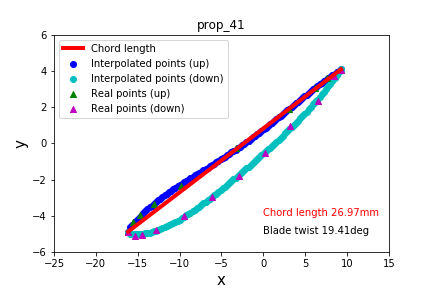 prop_41
Chord length
Interpolated points (up)
Interpolated points (down)
Real points (up)
Real points (down)
6
4
2
0
−2
−4
−6
y
Chord length 26.97mm
Blade twist 19.41deg
−25
−20
−15
−10
−5
0
5
10
15
x